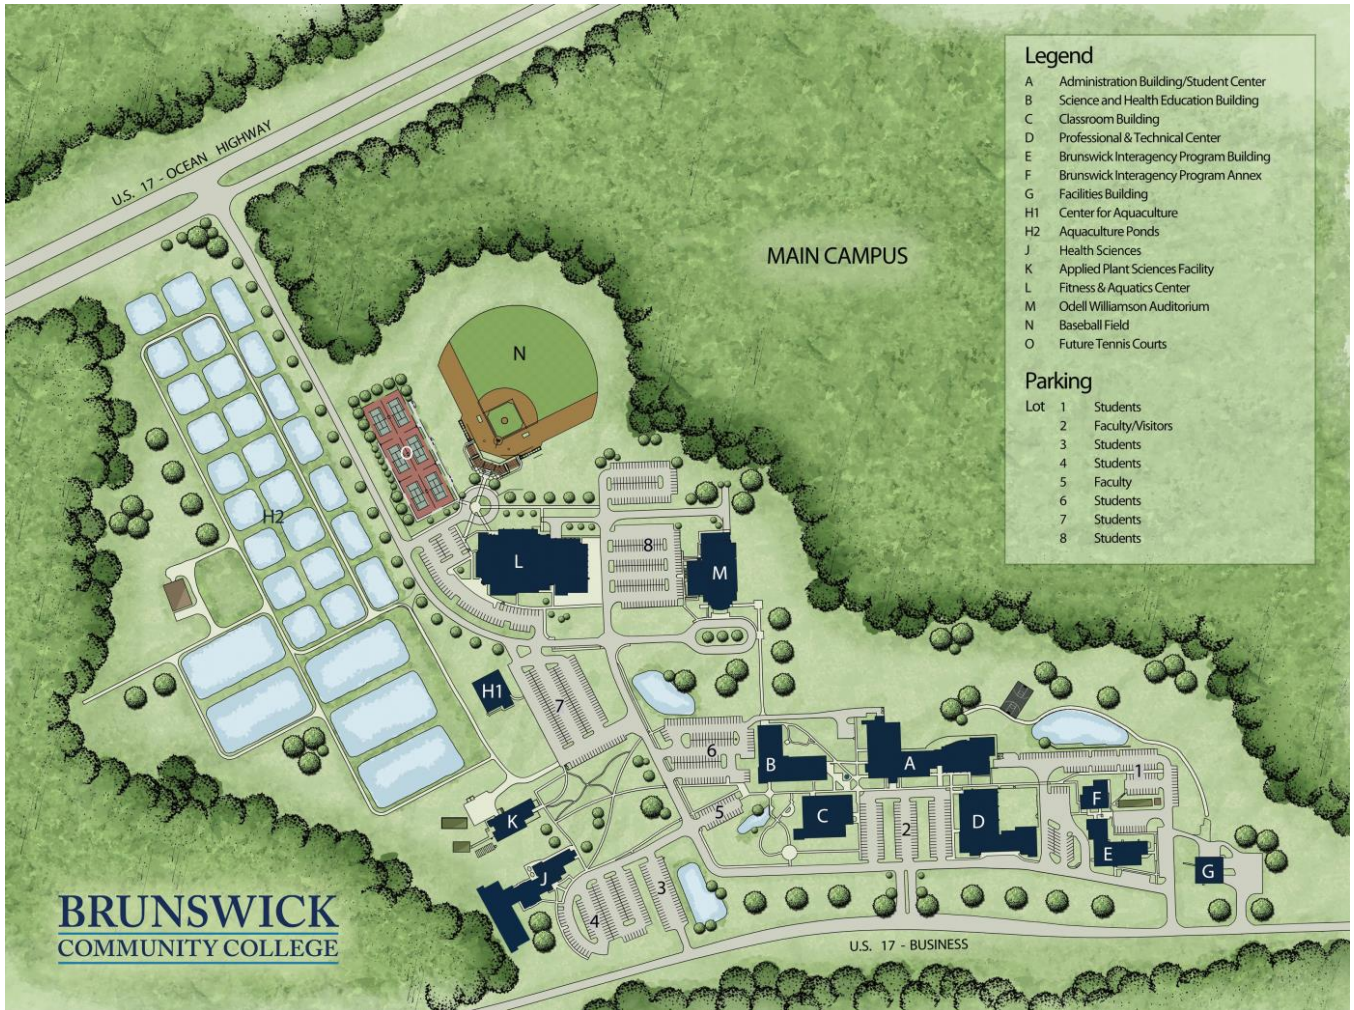 Legend
A Administration Building/Student Center
B Science and Health Education Building
C Classroom Building
D Professional & Technical Center
E Brunswick Interagency Program Building
F Brunswick Interagency Program Annex
G Facilities Building
H1 Center for Aquaculture
H2 Aquaculture Ponds
J Health Sciences
K Applied Plant Sciences Facility
L Fitness & Aquatics Center
M Odell Williamson Auditorium
N Baseball Field
O Future Tennis Courts
Parking
Lot 1 Students
2 Faculty/Visitors
3 Students
4 Students
5 Faculty
6 Students
7 Students
8 Students
U.S. 17 - OCEAN HIGHWAY
MAIN CAMPUS
N
O
H2
L
8
M
H1
7
6
B
A
1
F
5
C
2
D
K
E
G
J
3
4
U.S. 17 - BUSINESS
BRUNSWICK
COMMUNITY COLLEGE